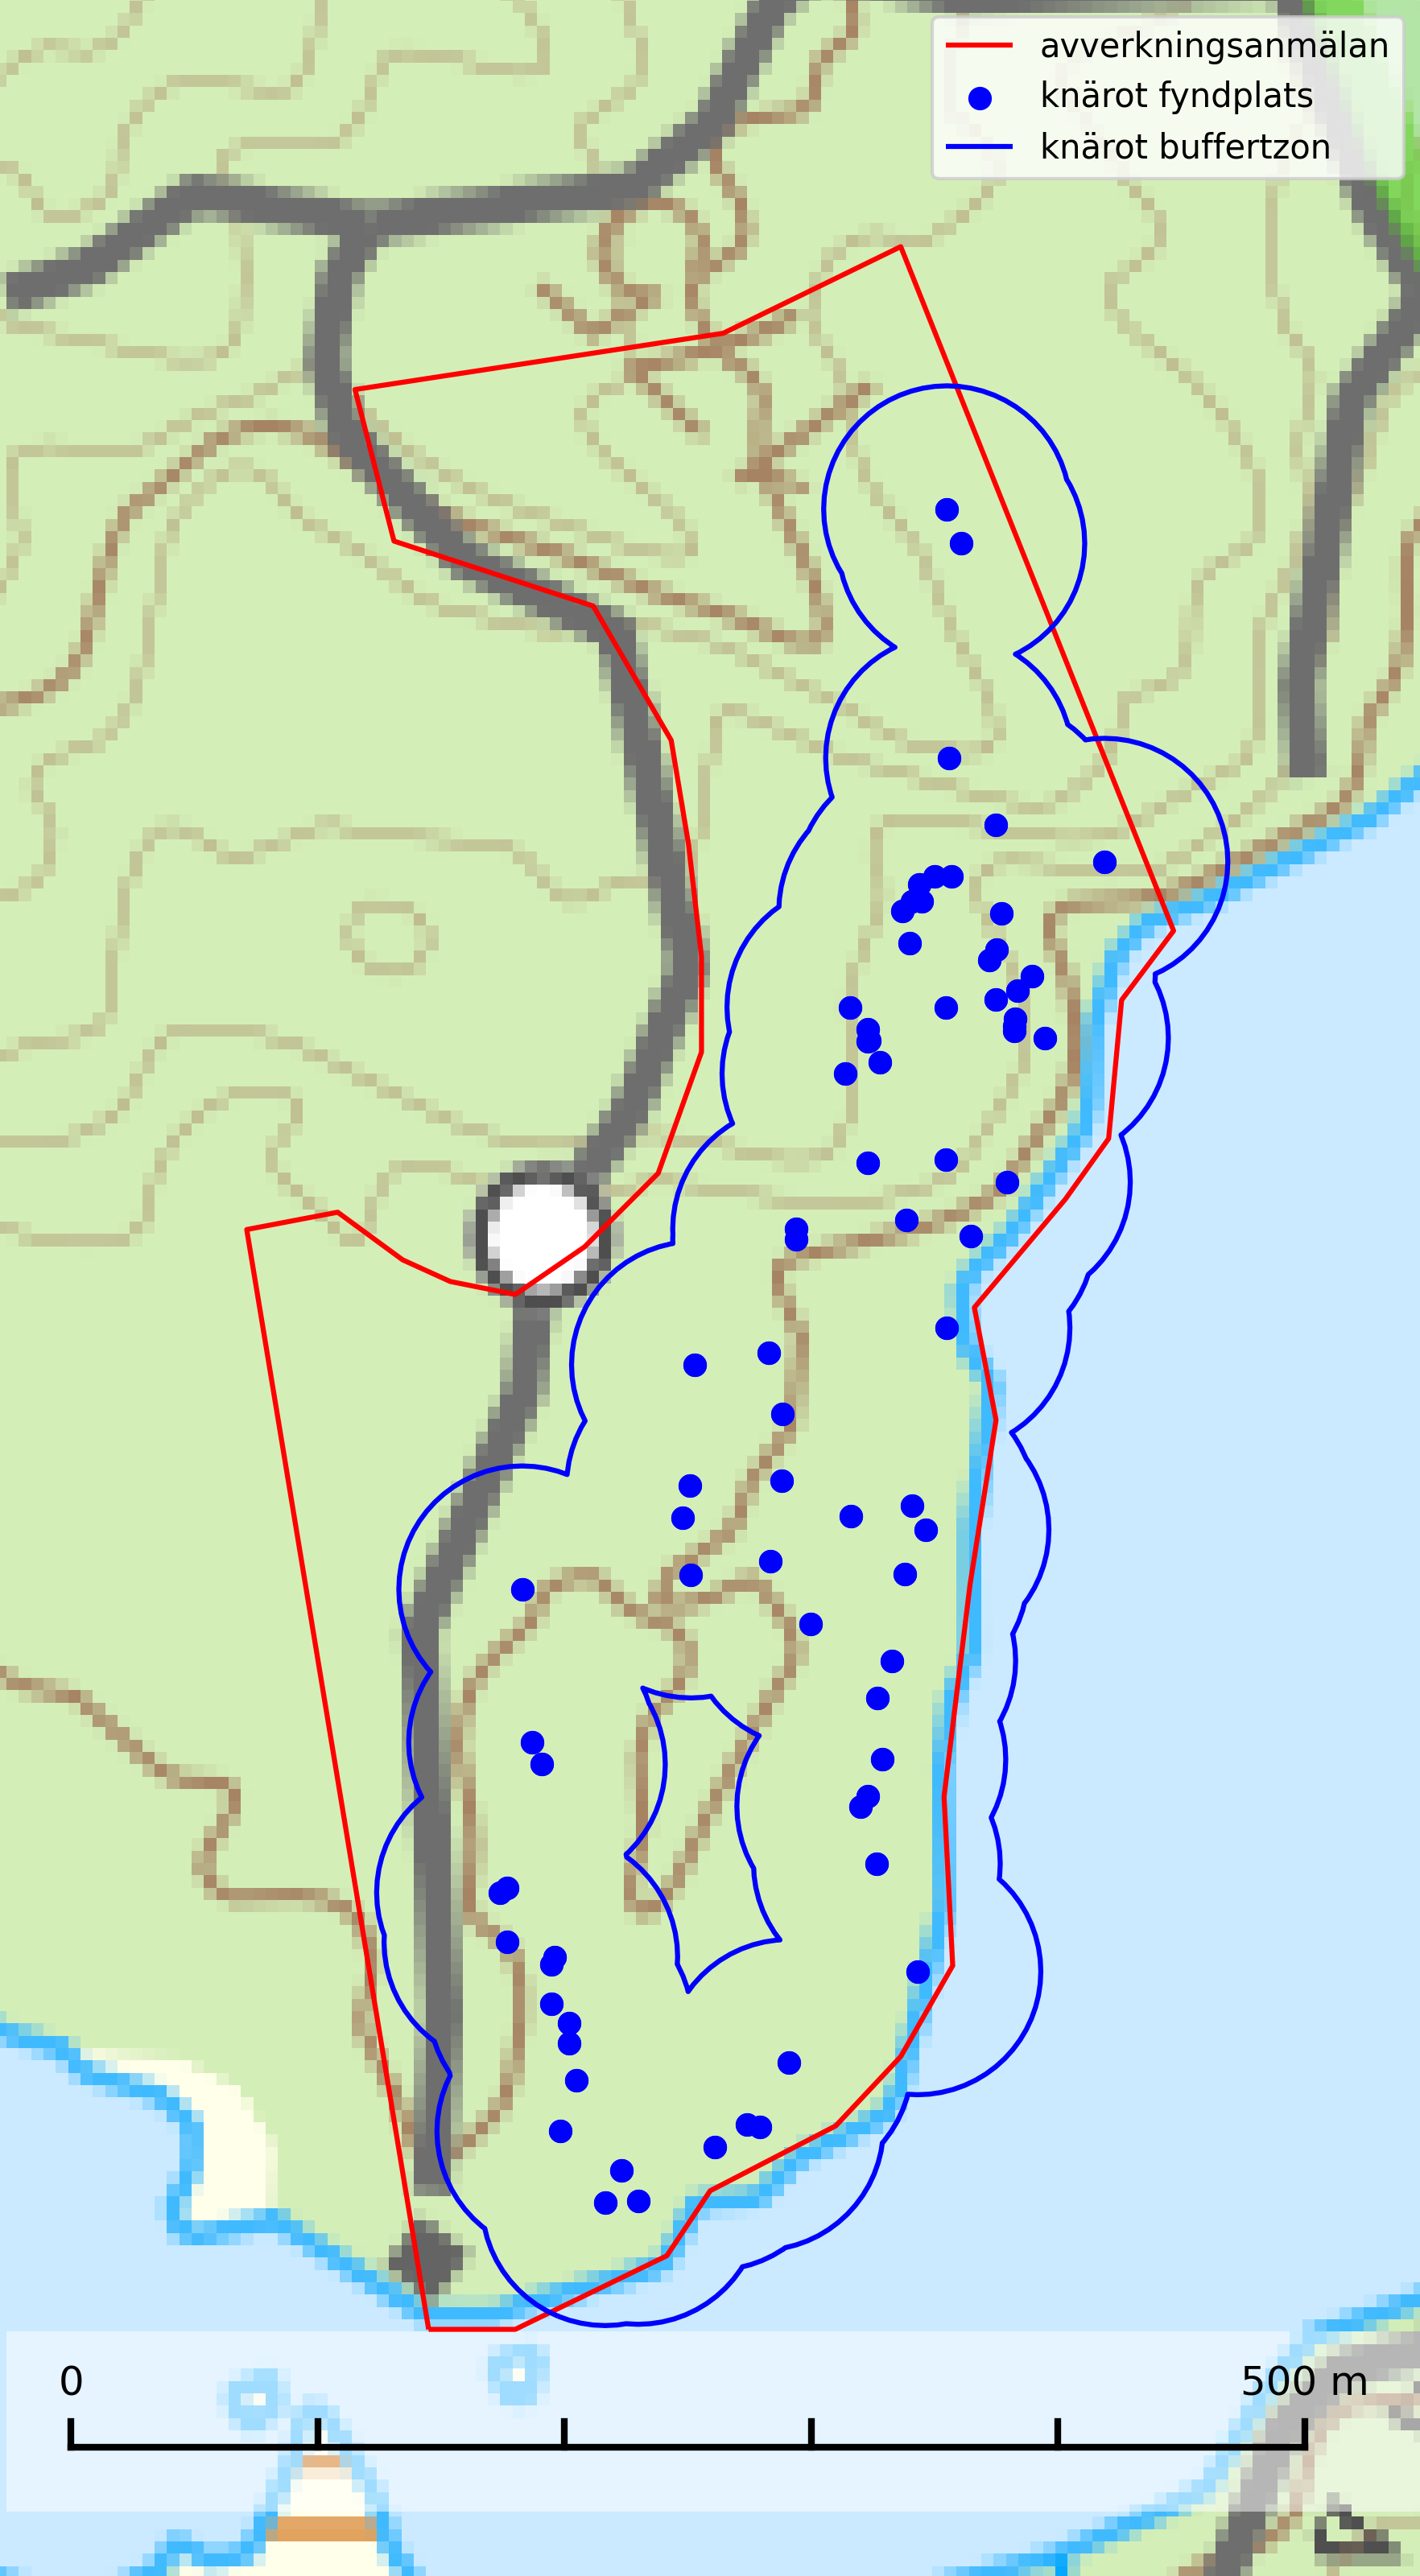 avverkningsanmälan
knärot fyndplats
knärot buffertzon
0 500 m